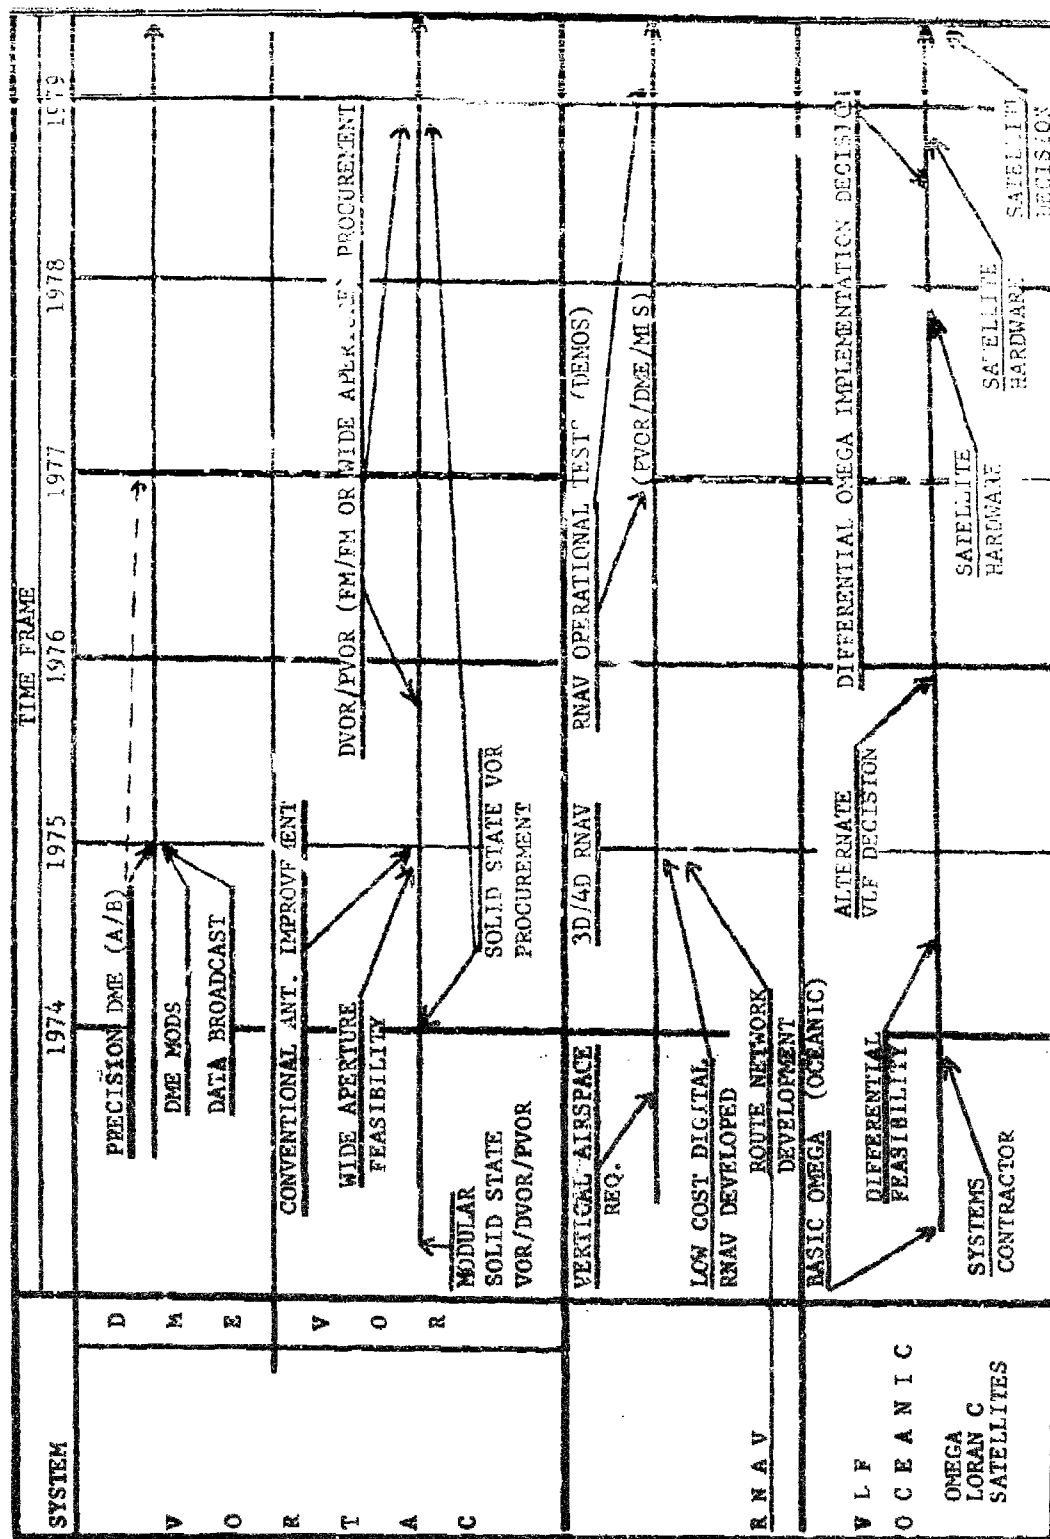 TIME FRAME
SYSTEM
1974 1975 1976 1977 1978 1979
V O R T A C
D M E
PRECISION DME (A/B)
DME MODS
DATA BROADCAST
V O R
CONVENTIONAL ANT. IMPROVEMENT
WIDE APERTURE
FEASIBILITY
DVOR/PVOR (FM/FM OR WIDE APERTURE) PROCUREMENT
MODULAR
SOLID STATE
VOR/DVOR/PVOR
SOLID STATE VOR
PROCUREMENT
R N A V
VERTICAL AIRSPACE
REQ.
3D/4D RNAV
RNAV OPERATIONAL TEST (DEMOS)
(PVOR/DME/MLS)
LOW COST DIGITAL
RNAV DEVELOPED
ROUTE NETWORK
DEVELOPMENT
V L F
OCEANIC
OMEGA
LORAN C
SATELLITES
BASIC OMEGA (OCEANIC)
DIFFERENTIAL
FEASIBILITY
ALTERNATE
VLF DECISION
DIFFERENTIAL OMEGA IMPLEMENTATION DECISION
SYSTEMS
CONTRACTOR
SATELLITE
HARDWARE
SATELLITE
HARDWARE
SATELLITE
DECISION